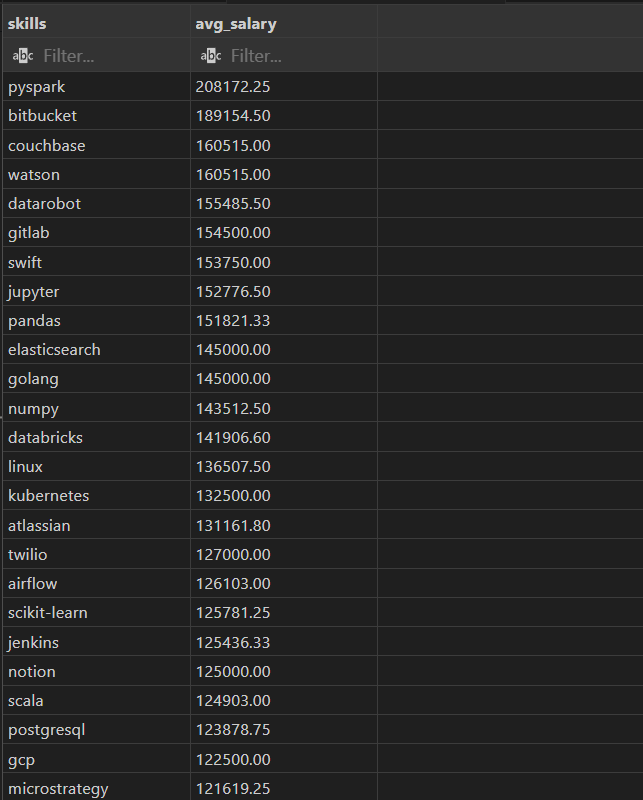 skills avg_salary
abc Filter... abc Filter...
pyspark 208172.25
bitbucket 189154.50
couchbase 160515.00
watson 160515.00
datarobot 155485.50
gitlab 154500.00
swift 153750.00
jupyter 152776.50
pandas 151821.33
elasticsearch 145000.00
golang 145000.00
numpy 143512.50
databricks 141906.60
linux 136507.50
kubernetes 132500.00
atlassian 131161.80
twilio 127000.00
airflow 126103.00
scikit-learn 125781.25
jenkins 125436.33
notion 125000.00
scala 124903.00
postgresql 123878.75
gcp 122500.00
microstrategy 121619.25